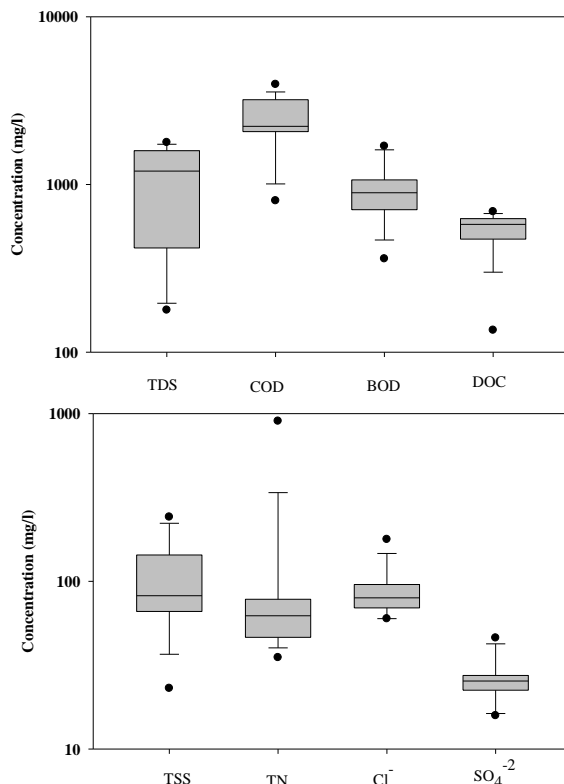 10000
Concentration (mg/l)
1000
100
TDS COD BOD DOC
1000
Concentration (mg/l)
100
10
TSS TN Cl⁻ SO₄⁻²